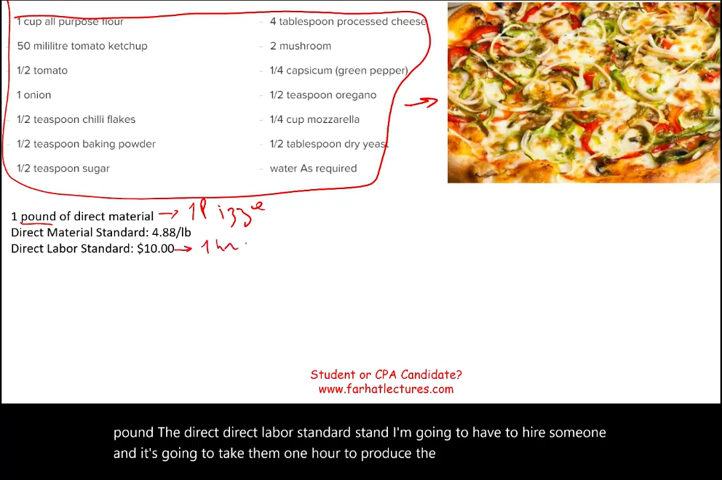 1 cup all purpose flour
50 mililitre tomato ketchup
1/2 tomato
1 onion
1/2 teaspoon chilli flakes
1/2 teaspoon baking powder
1/2 teaspoon sugar
4 tablespoon processed cheese
2 mushroom
1/4 capsicum (green pepper)
1/2 teaspoon oregano
1/4 cup mozzarella
1/2 tablespoon dry yeast
water As required
1 pound of direct material → 1 Pizza
Direct Material Standard: 4.88/lb
Direct Labor Standard: $10.00 → 1 hr.
Student or CPA Candidate?
www.farhatlectures.com
pound The direct direct labor standard stand I'm going to have to hire someone
and it's going to take them one hour to produce the